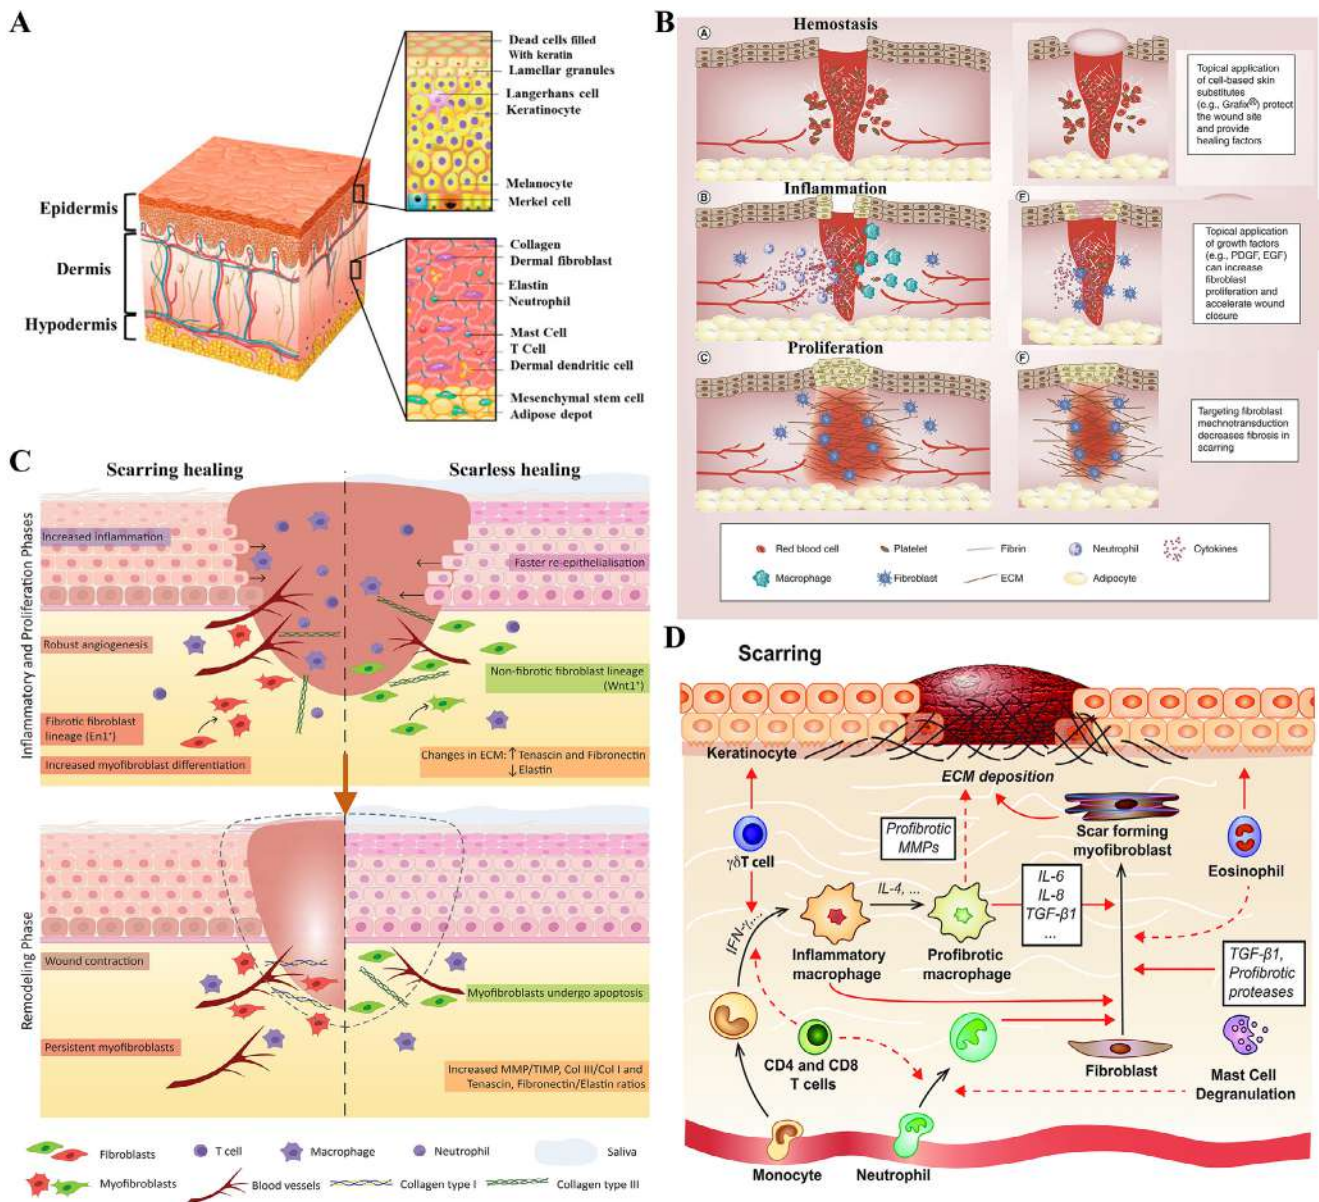 A
Dead cells filled
With keratin
Lamellar granules
Langerhans cell
Keratinocyte
Melanocyte
Merkel cell
Epidermis
Dermis
Hypodermis
Collagen
Dermal fibroblast
Elastin
Neutrophil
Mast Cell
T Cell
Dermal dendritic cell
Mesenchymal stem cell
Adipose depot
B
Hemostasis
A
Topical application
of cell-based skin
substitutes
(e.g., Grafix®) protect
the wound site
and provide
healing factors
Inflammation
B
E
Topical application
of growth factors
(e.g., PDGF, EGF)
can increase
fibroblast
proliferation and
accelerate wound
closure
Proliferation
C
F
Targeting fibroblast
mechnotransduction
decreases fibrosis in
scarring
Red blood cell
Platelet
Fibrin
Neutrophil
Cytokines
Macrophage
Fibroblast
ECM
Adipocyte
C
Scarring healing
Scarless healing
Inflammatory and Proliferation Phases
Increased inflammation
Faster re-epithelialisation
Robust angiogenesis
Non-fibrotic fibroblast lineage
(Wnt1⁺)
Fibrotic fibroblast
lineage (En1⁺)
Increased myofibroblast differentiation
Changes in ECM: ↑ Tenascin and Fibronectin
↓ Elastin
Remodeling Phase
Wound contraction
Myofibroblasts undergo apoptosis
Persistent myofibroblasts
Increased MMP/TIMP, Col III/Col I and
Tenascin, Fibronectin/Elastin ratios
Fibroblasts
T cell
Macrophage
Neutrophil
Saliva
Myofibroblasts
Blood vessels
Collagen type I
Collagen type III
D
Scarring
Keratinocyte
ECM deposition
Profibrotic
MMPs
Scar forming
myofibroblast
γδT cell
Eosinophil
IL-4, ...
IL-6
IL-8
TGF-β1
...
IFN-γ,...
Inflammatory
macrophage
Profibrotic
macrophage
TGF-β1,
Profibrotic
proteases
CD4 and CD8
T cells
Fibroblast
Mast Cell
Degranulation
Monocyte
Neutrophil